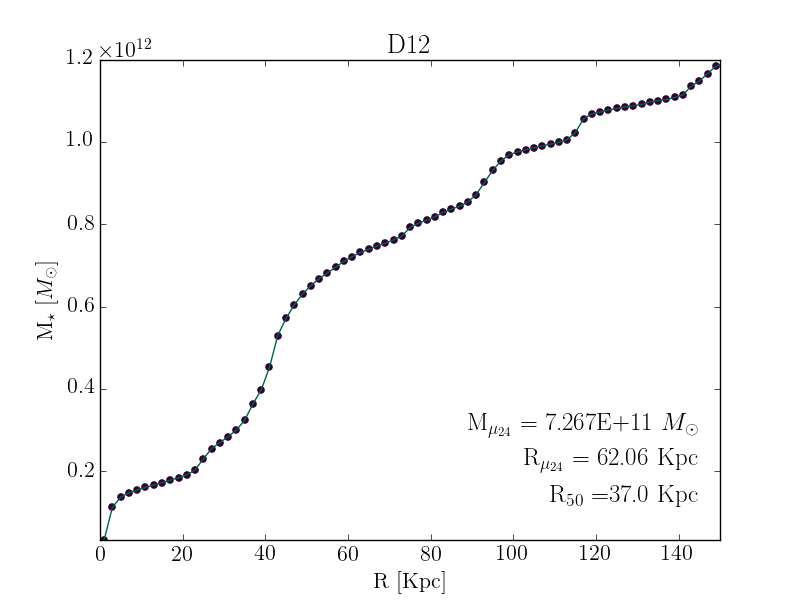 D12
×10¹²
1.2
1.0
0.8
0.6
0.4
0.2
M⋆ [M⊙]
M_μ₂₄ = 7.267E+11 M⊙
R_μ₂₄ = 62.06 Kpc
R₅₀ =37.0 Kpc
0 20 40 60 80 100 120 140
R [Kpc]